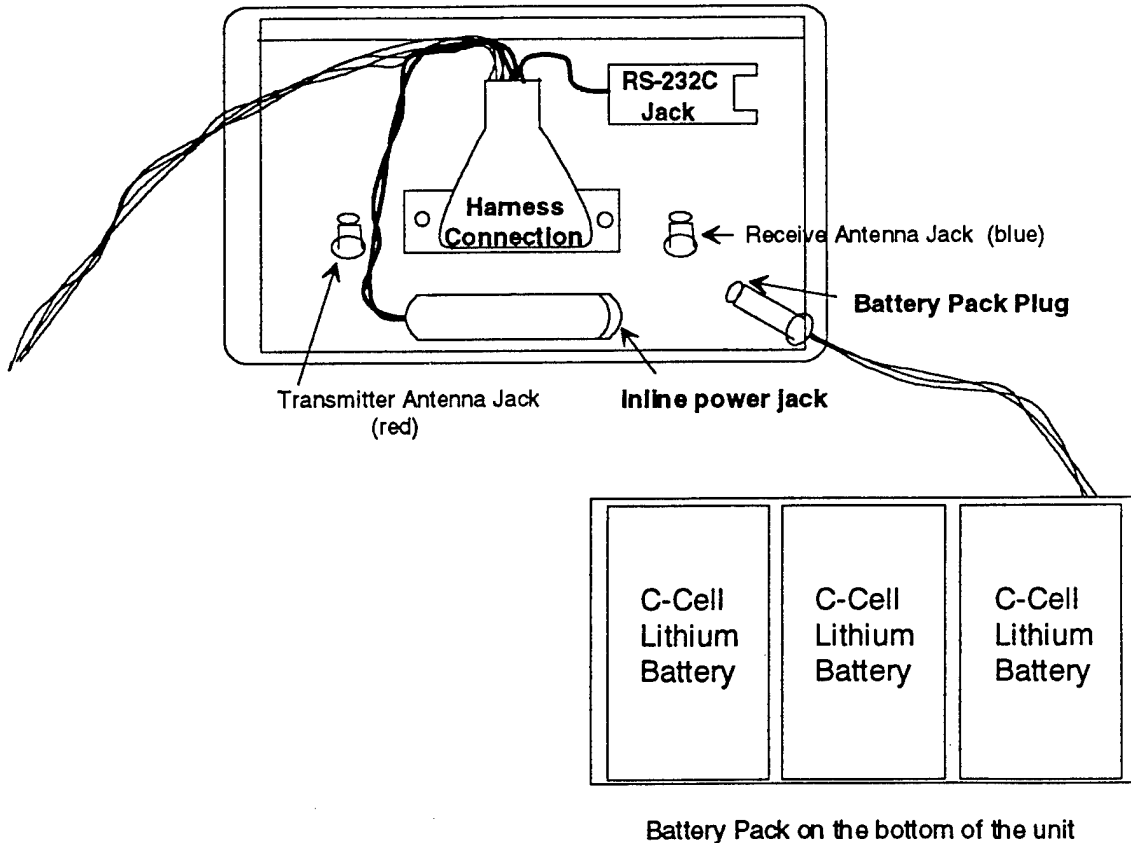 RS-232C
Jack
Harness
Connection
Receive Antenna Jack (blue)
Battery Pack Plug
Transmitter Antenna Jack
(red)
Inline power jack
C-Cell
Lithium
Battery
C-Cell
Lithium
Battery
C-Cell
Lithium
Battery
Battery Pack on the bottom of the unit